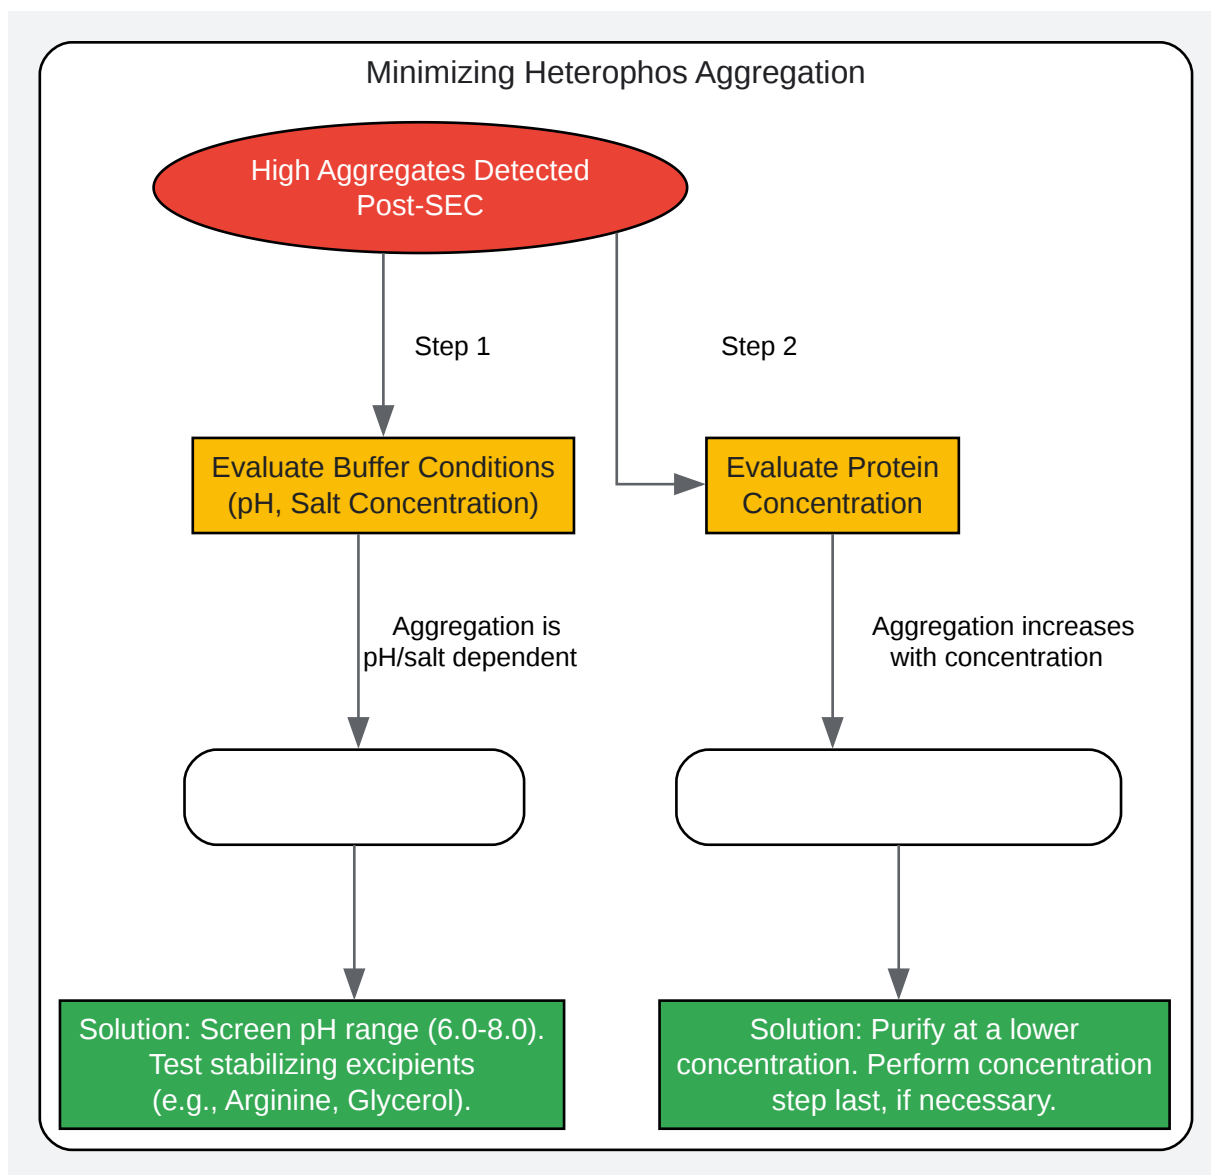 Minimizing Heterophos Aggregation
High Aggregates Detected
Post-SEC
Step 1
Step 2
Evaluate Buffer Conditions
(pH, Salt Concentration)
Evaluate Protein
Concentration
Aggregation is
pH/salt dependent
Aggregation increases
with concentration
Solution: Screen pH range (6.0-8.0).
Test stabilizing excipients
(e.g., Arginine, Glycerol).
Solution: Purify at a lower
concentration. Perform concentration
step last, if necessary.